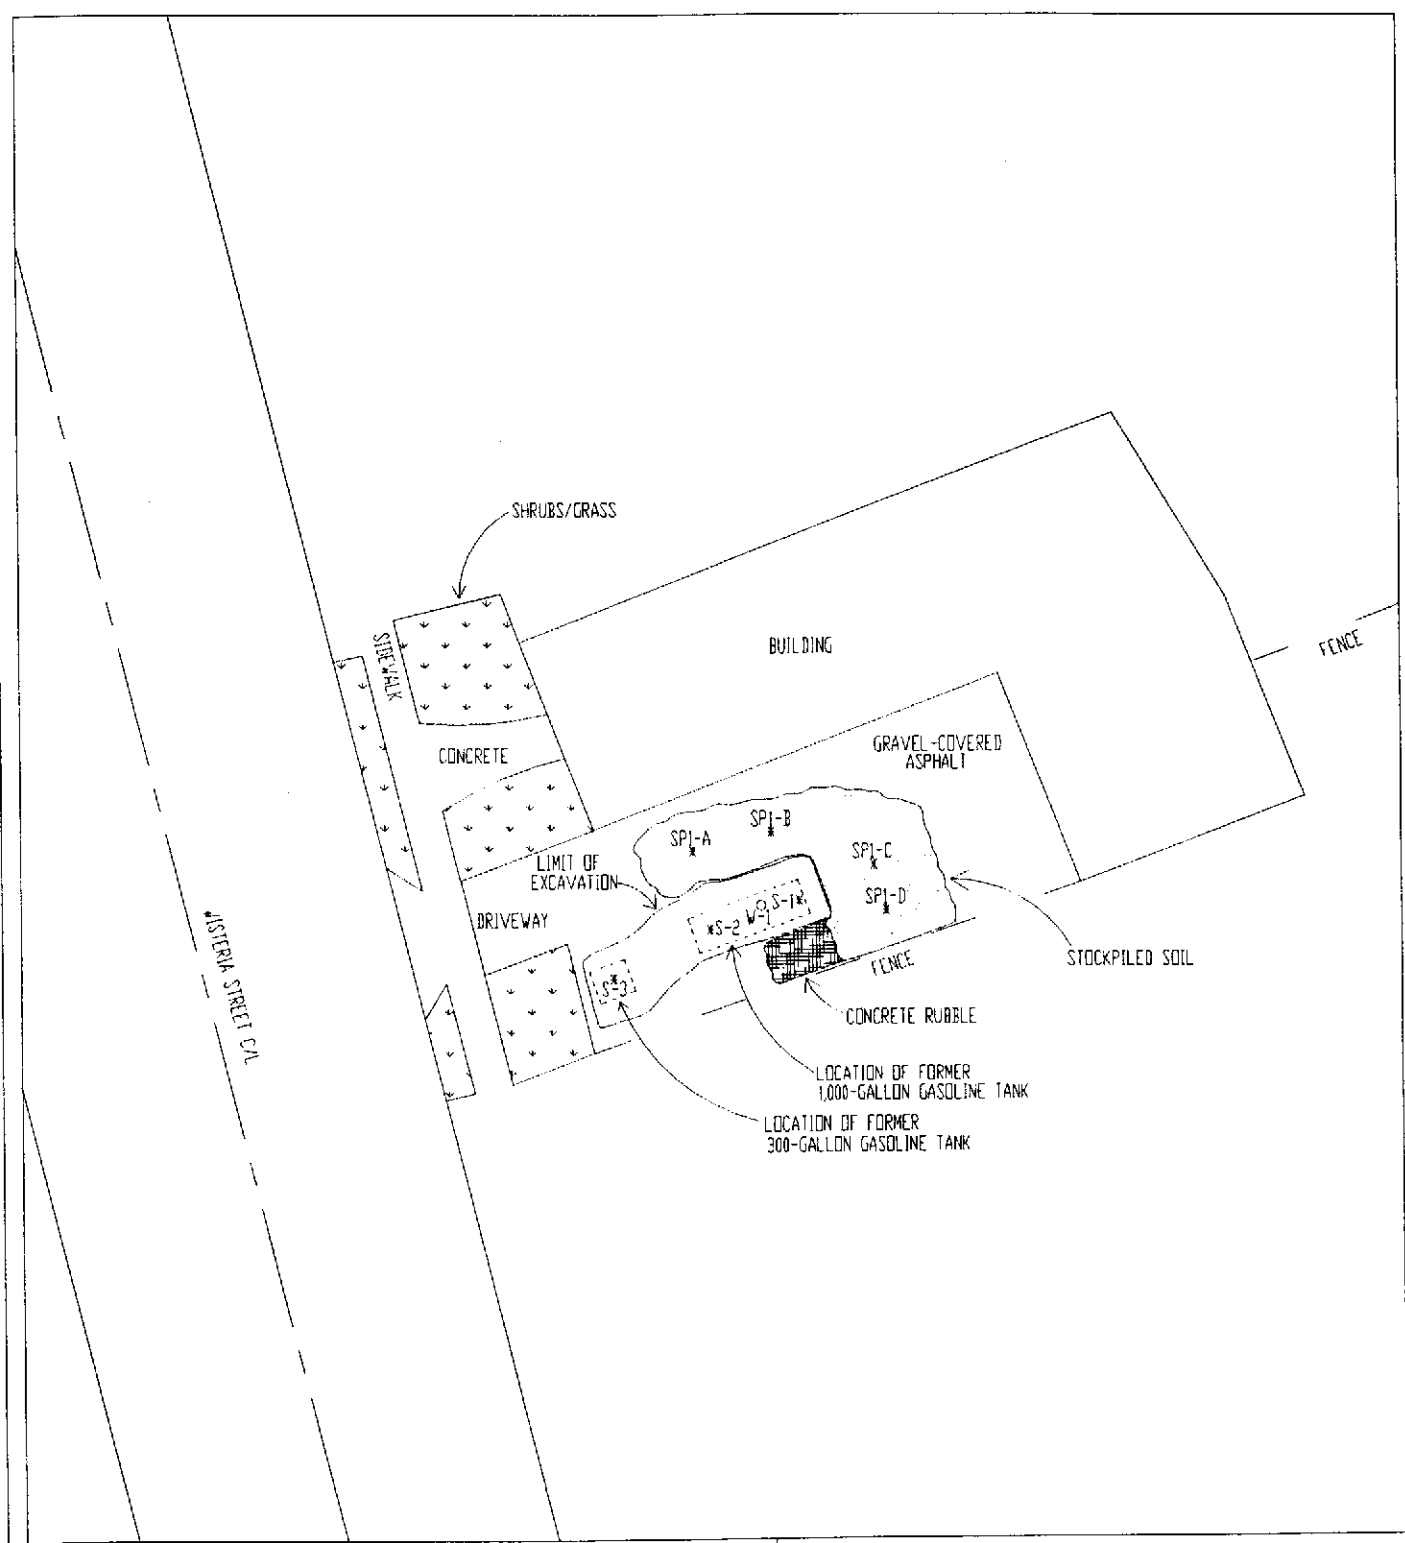 SHRUBS/GRASS
SIDEWALK
BUILDING
FENCE
CONCRETE
GRAVEL-COVERED
ASPHALT
SP1-A
SP1-B
SP1-C
SP1-D
LIMIT OF
EXCAVATION
S-1
W-1
S-2
S-3
DRIVEWAY
FENCE
STOCKPILED SOIL
WISTERIA STREET C/L
CONCRETE RUBBLE
LOCATION OF FORMER
1,000-GALLON GASOLINE TANK
LOCATION OF FORMER
300-GALLON GASOLINE TANK